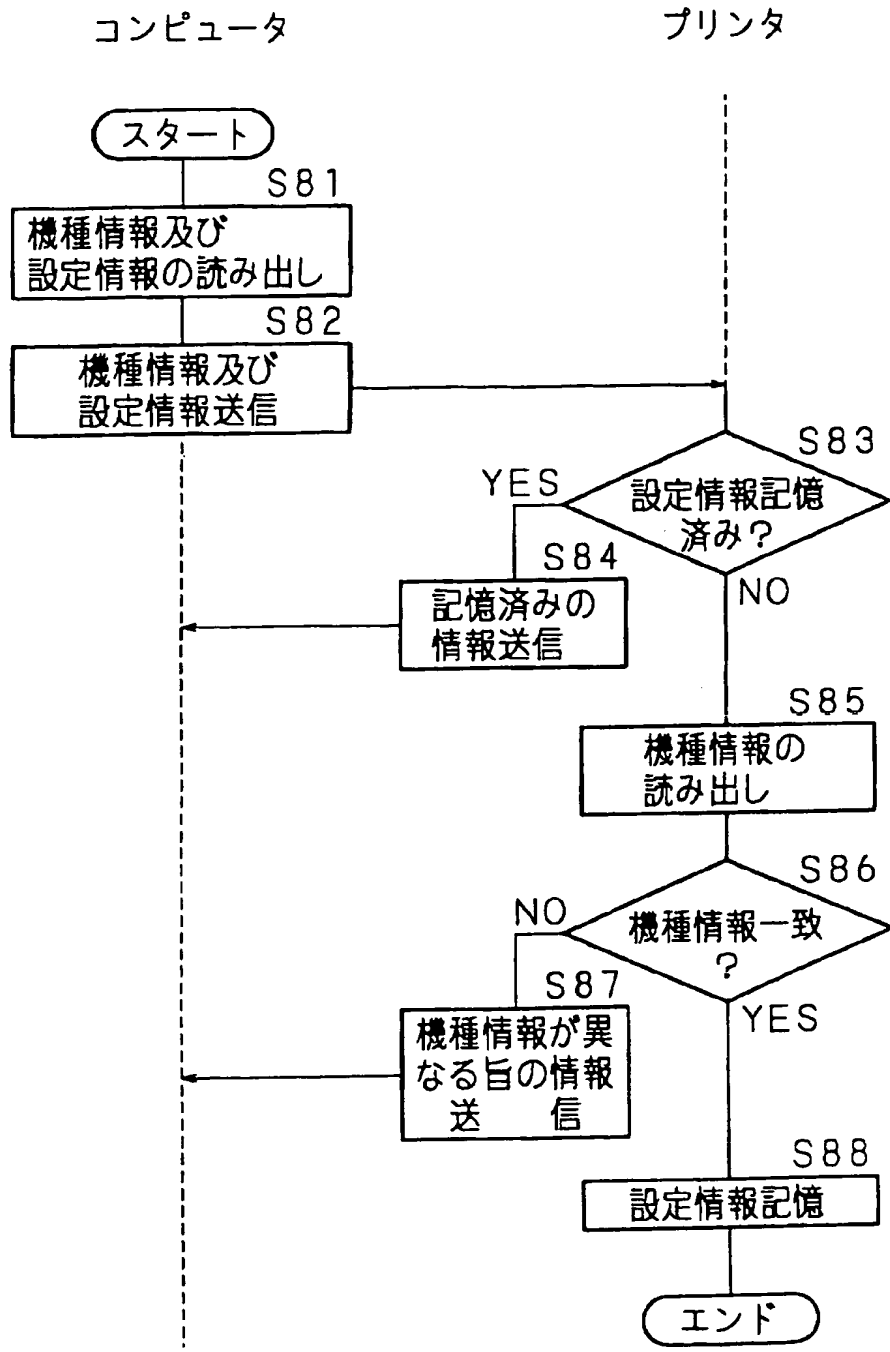 コンピュータ
プリンタ
スタート
S81
機種情報及び
設定情報の読み出し
S82
機種情報及び
設定情報送信
S83
YES
設定情報記憶
済み?
S84
NO
記憶済みの
情報送信
S85
機種情報の
読み出し
S86
NO
機種情報一致
?
S87
YES
機種情報が異
なる旨の情報
送 信
S88
設定情報記憶
エンド